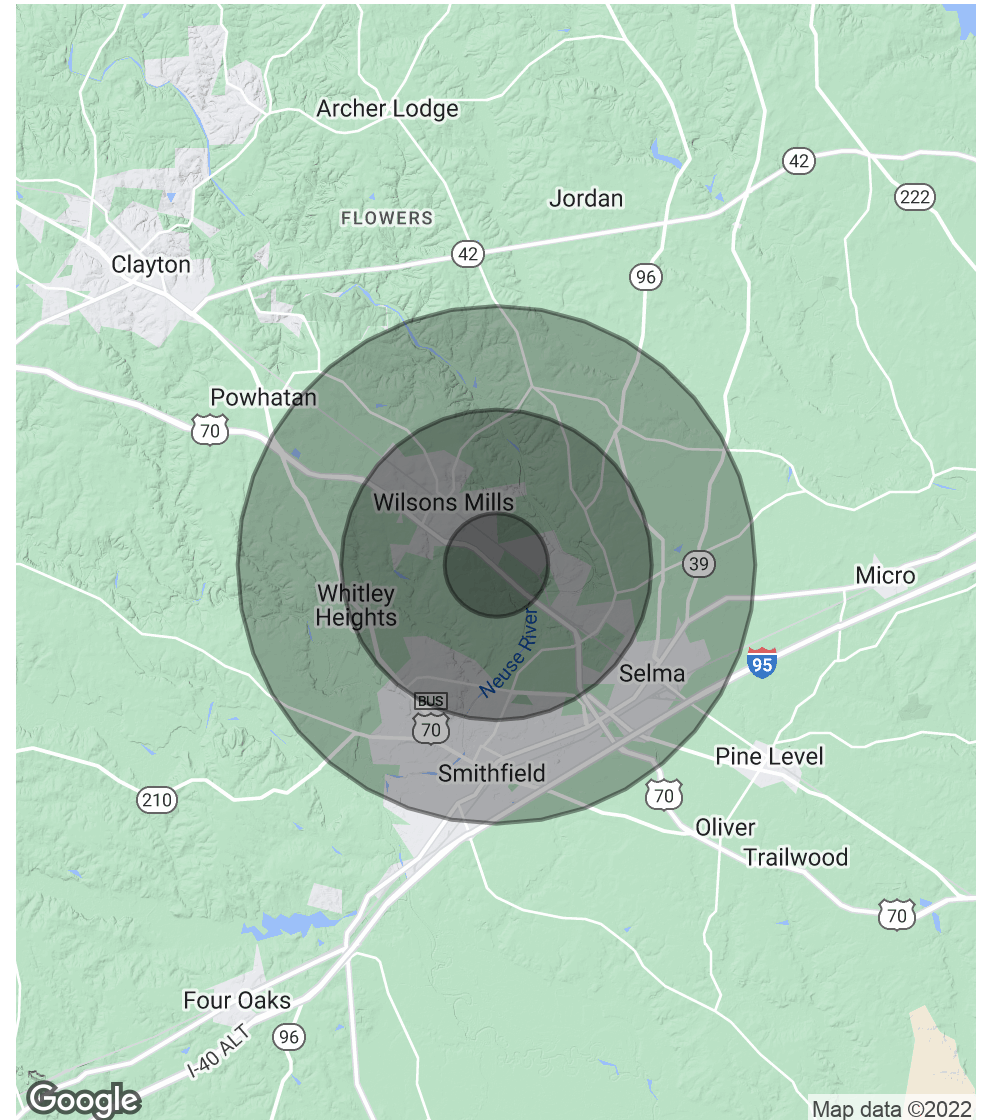 Archer Lodge
42
Jordan
222
FLOWERS
42
Clayton
96
Powhatan
70
Wilsons Mills
39
Micro
Whitley
Heights
Neuse River
95
Selma
BUS
70
Pine Level
Smithfield
210
70
Oliver
Trailwood
70
Four Oaks
96
I-40 ALT
Google
Map data ©2022